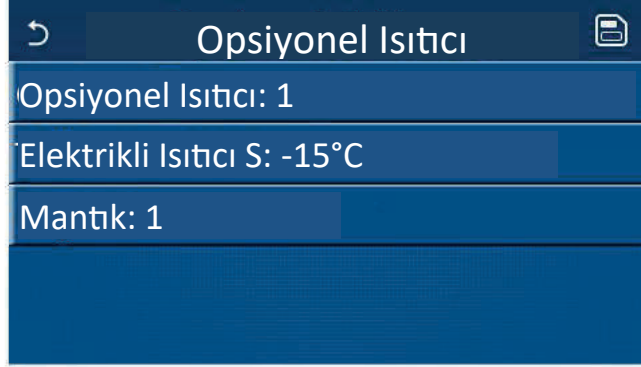 Opsiyonel Isıtıcı
Opsiyonel Isıtıcı: 1
Elektrikli Isıtıcı S: -15°C
Mantık: 1